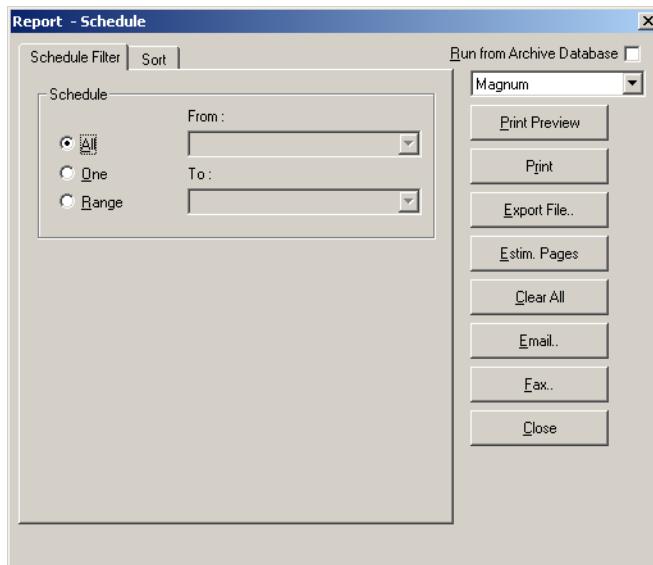 Report - Schedule
Schedule Filter
Sort
Run from Archive Database
Magnum
Schedule
From :
All
One
To :
Range
Print Preview
Print
Export File..
Estim. Pages
Clear All
Email..
Fax..
Close